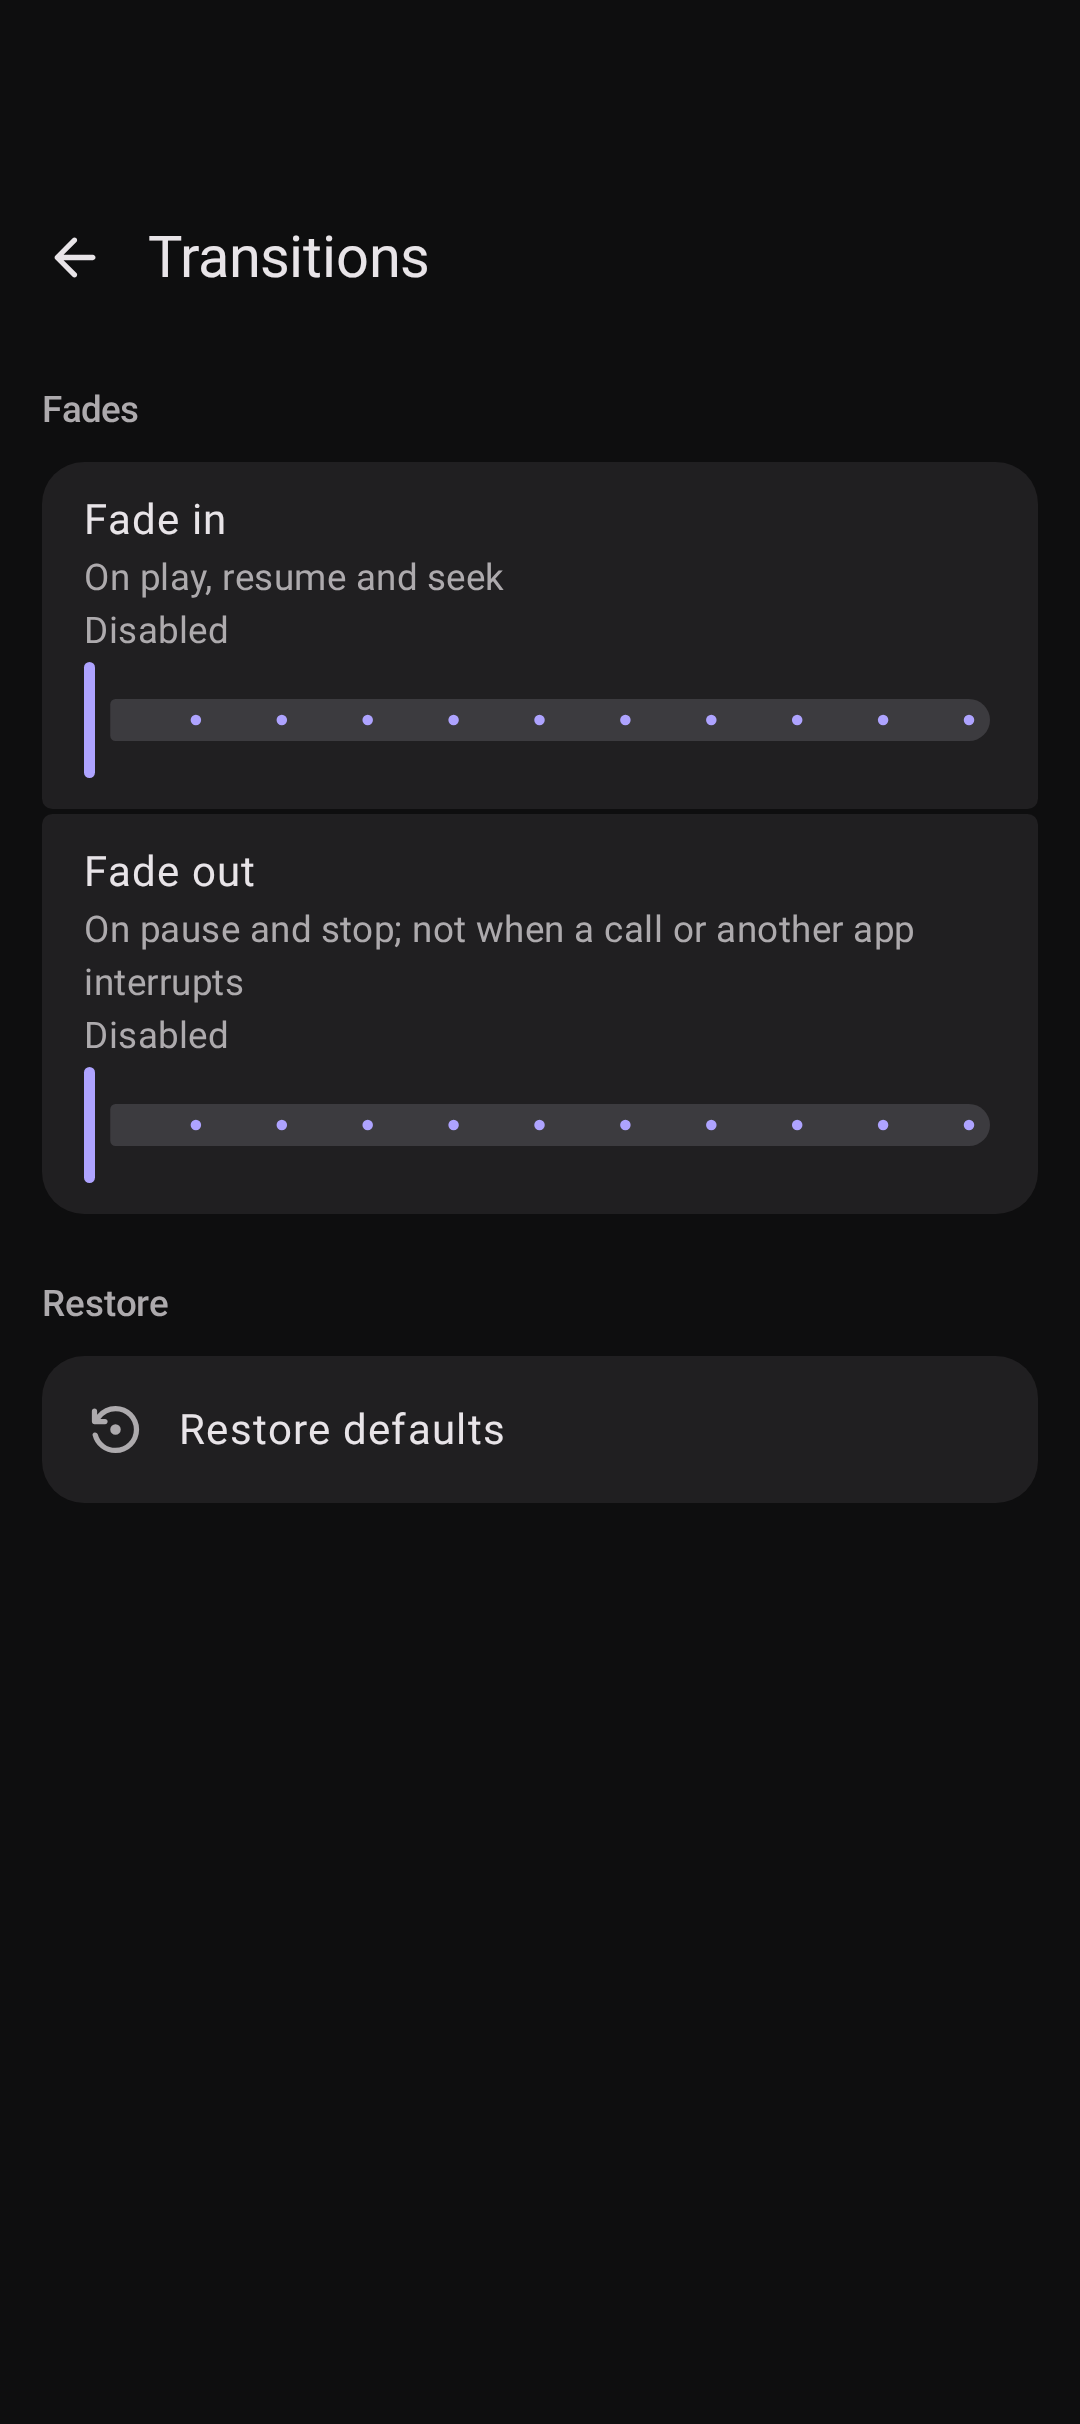 Transitions
Fades
Fade in
On play, resume and seek
Disabled
Fade out
On pause and stop; not when a call or another app
interrupts
Disabled
Restore
Restore defaults